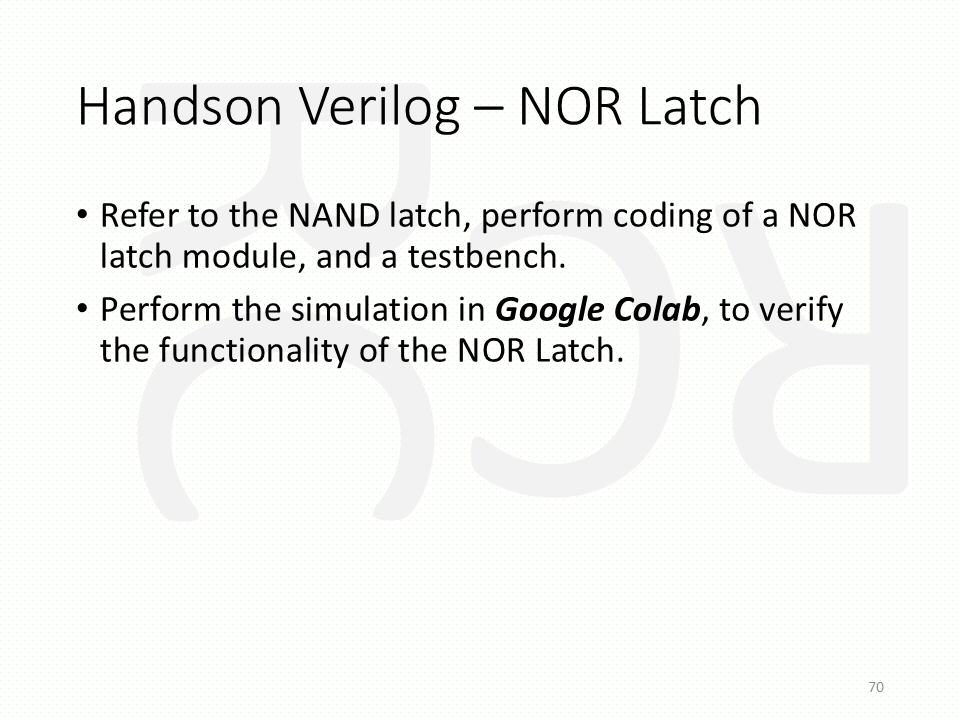 Handson Verilog – NOR Latch
• Refer to the NAND latch, perform coding of a NOR
latch module, and a testbench.
• Perform the simulation in Google Colab, to verify
the functionality of the NOR Latch.
70